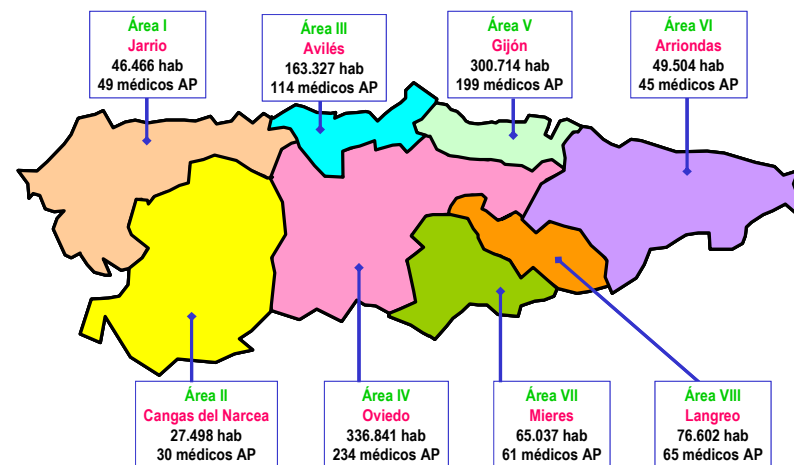 Área I
Jarrio
46.466 hab
49 médicos AP
Área III
Avilés
163.327 hab
114 médicos AP
Área V
Gijón
300.714 hab
199 médicos AP
Área VI
Arriondas
49.504 hab
45 médicos AP
Área II
Cangas del Narcea
27.498 hab
30 médicos AP
Área IV
Oviedo
336.841 hab
234 médicos AP
Área VII
Mieres
65.037 hab
61 médicos AP
Área VIII
Langreo
76.602 hab
65 médicos AP